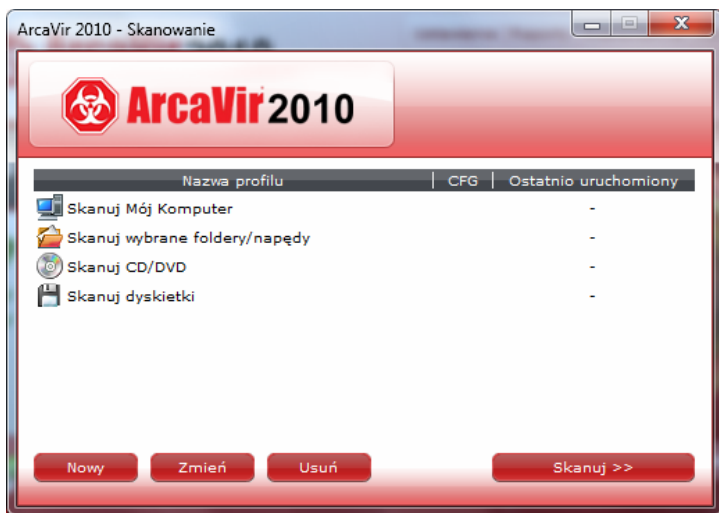 ArcaVir 2010 - Skanowanie
ArcaVir 2010
Nazwa profilu CFG Ostatnio uruchomiony
Skanuj Mój Komputer -
Skanuj wybrane foldery/napędy -
Skanuj CD/DVD -
Skanuj dyskietki -
Nowy Zmień Usuń Skanuj >>